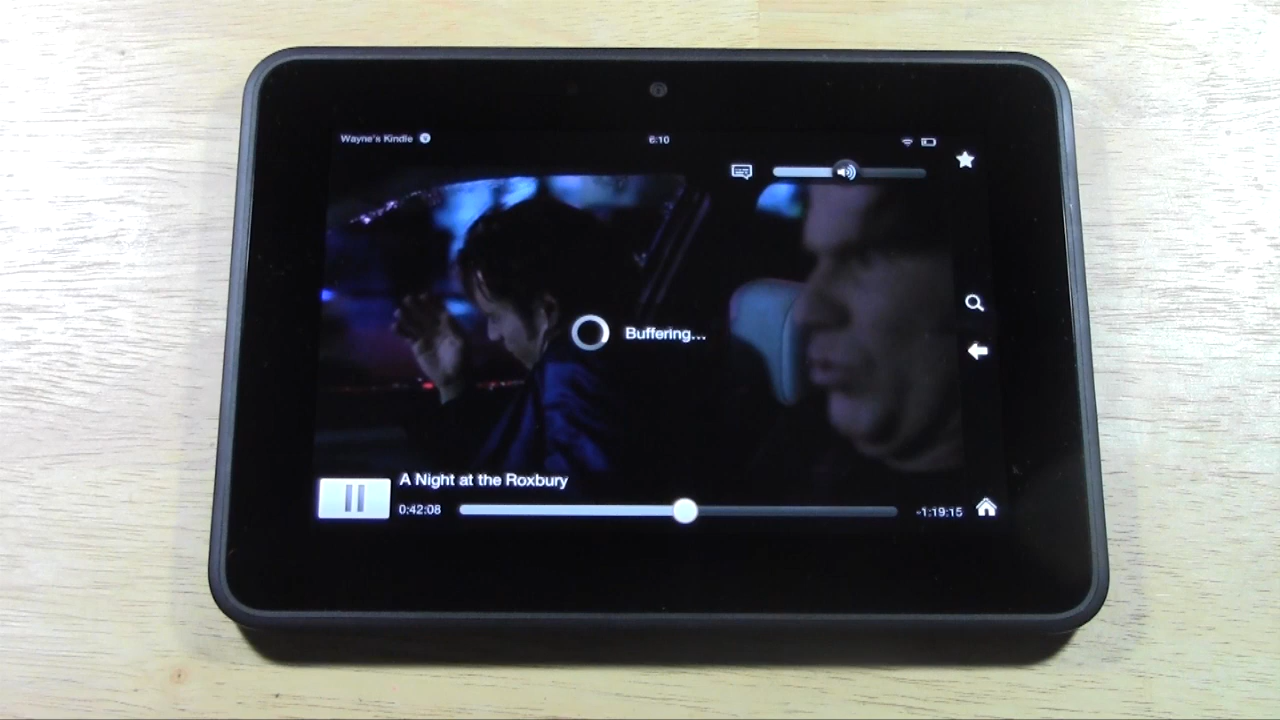 Wayne's Kindle
6:10
Buffering...
A Night at the Roxbury
0:42:08
-1:19:15